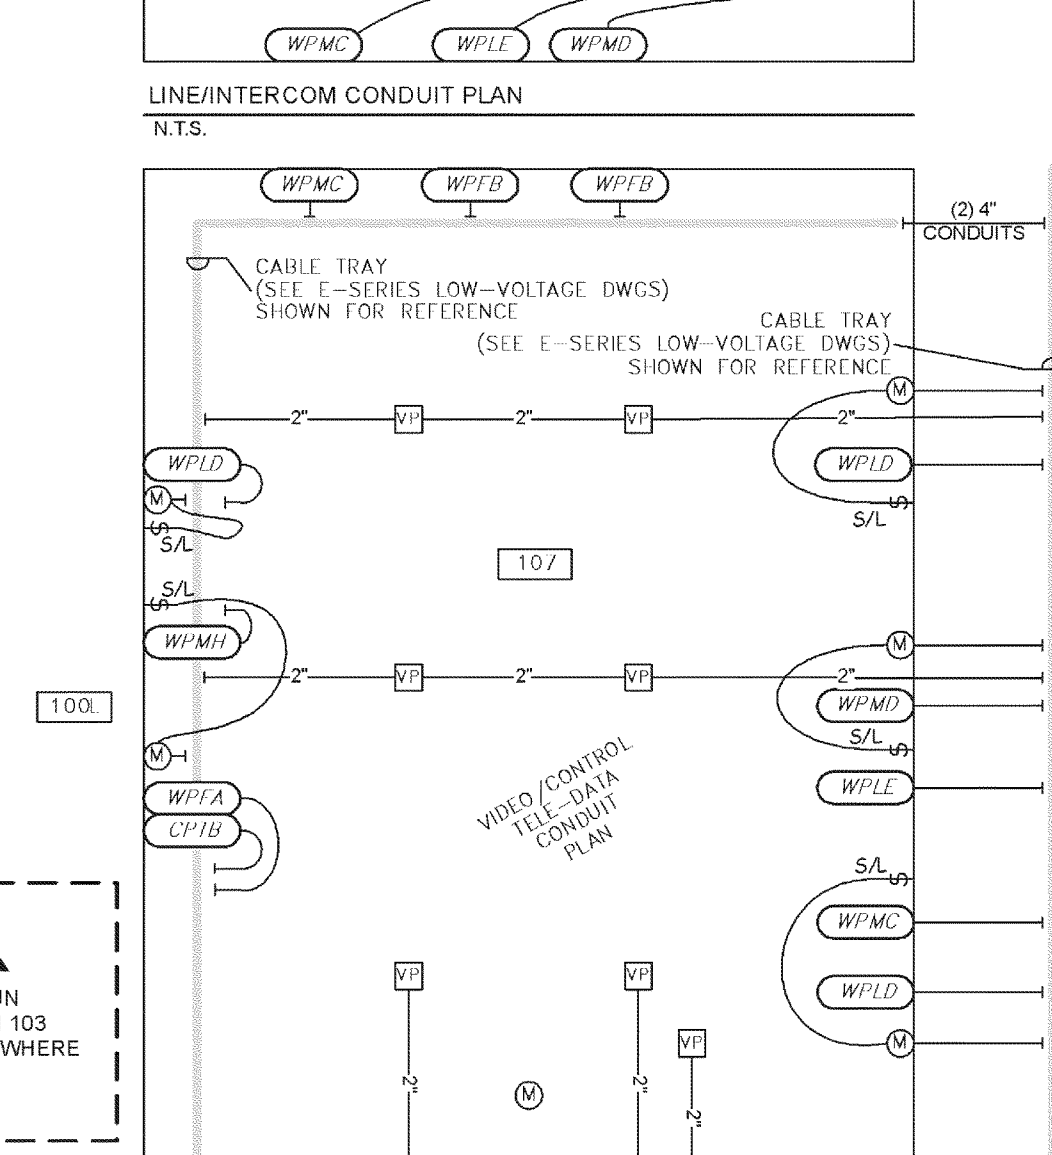 WPMC WPLE WPMD
LINE/INTERCOM CONDUIT PLAN
N.T.S.
WPMC WPFB WPFB
(2) 4"
CONDUITS
CABLE TRAY
(SEE E-SERIES LOW-VOLTAGE DWGS)
SHOWN FOR REFERENCE
CABLE TRAY
(SEE E-SERIES LOW-VOLTAGE DWGS)
SHOWN FOR REFERENCE
M
2" VP 2" VP 2"
WPLD WPLD
M
S S
S/L S/L
107
S/L
S
WPMH M
2" VP 2" VP 2"
100L WPMD
S/L
S
M
VIDEO/CONTROL
TELE-DATA
CONDUIT
PLAN
WPFA WPLE
CPTB
S/L
S
WPMC
VP VP
WPLD
UN
103
WHERE
VP M
2" 2"
M
2"